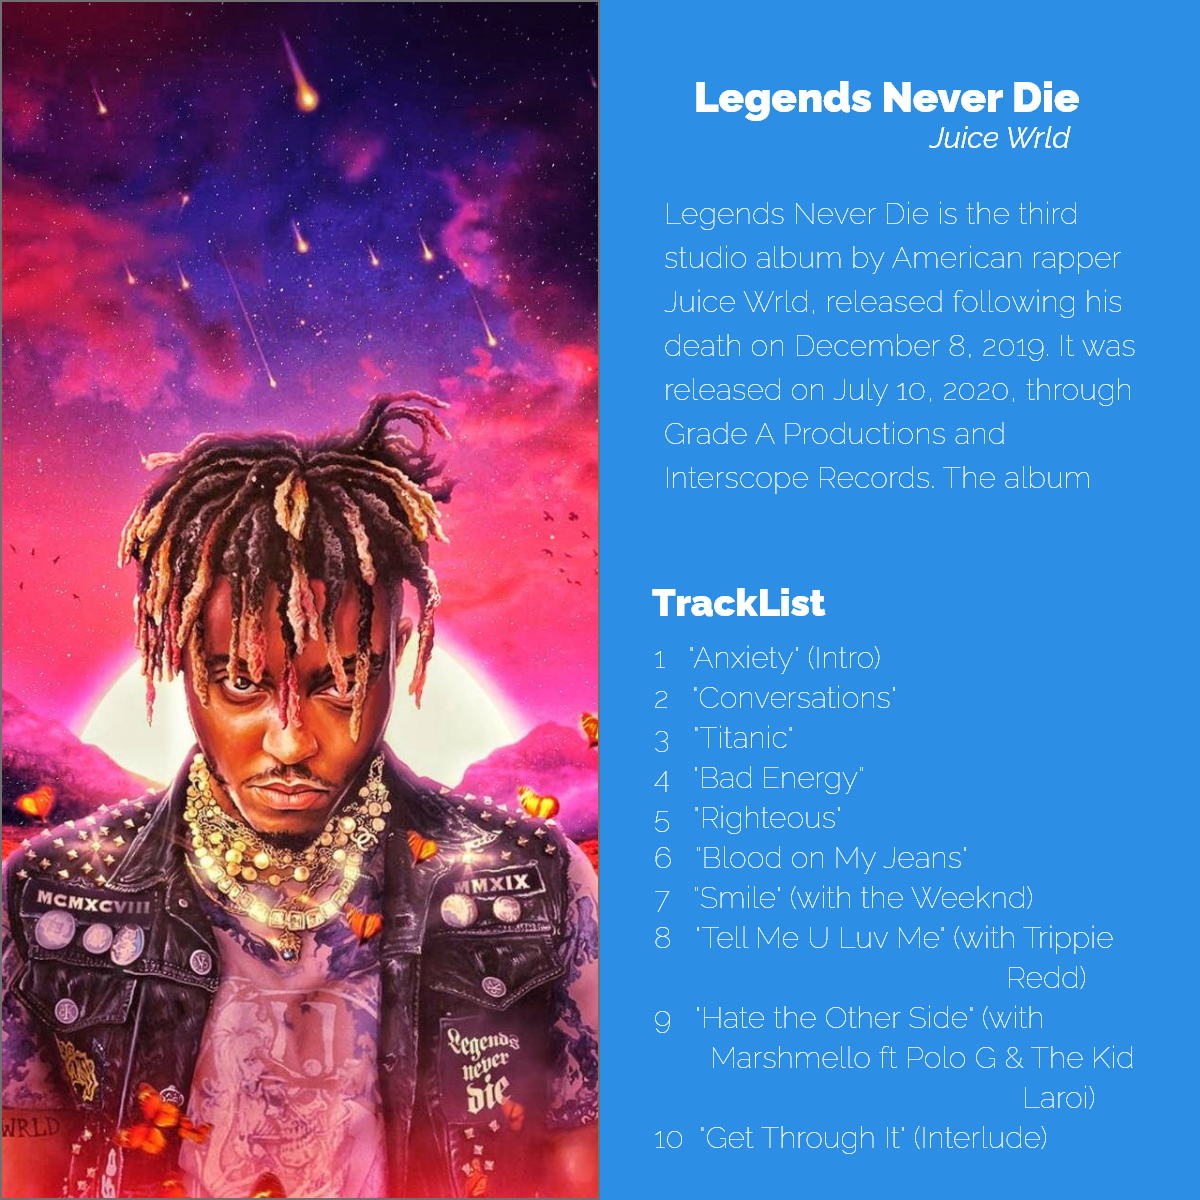 Legends Never Die
Juice Wrld
Legends Never Die is the third
studio album by American rapper
Juice Wrld, released following his
death on December 8, 2019. It was
released on July 10, 2020, through
Grade A Productions and
Interscope Records. The album
TrackList
1 "Anxiety" (Intro)
2 "Conversations"
3 "Titanic"
4 "Bad Energy"
5 "Righteous"
6 "Blood on My Jeans"
7 "Smile" (with the Weeknd)
8 "Tell Me U Luv Me" (with Trippie
Redd)
9 "Hate the Other Side" (with
Marshmello ft Polo G & The Kid
Laroi)
10 "Get Through It" (Interlude)
MCMXCVIII
MMXIX
Legends
never
die
WRLD